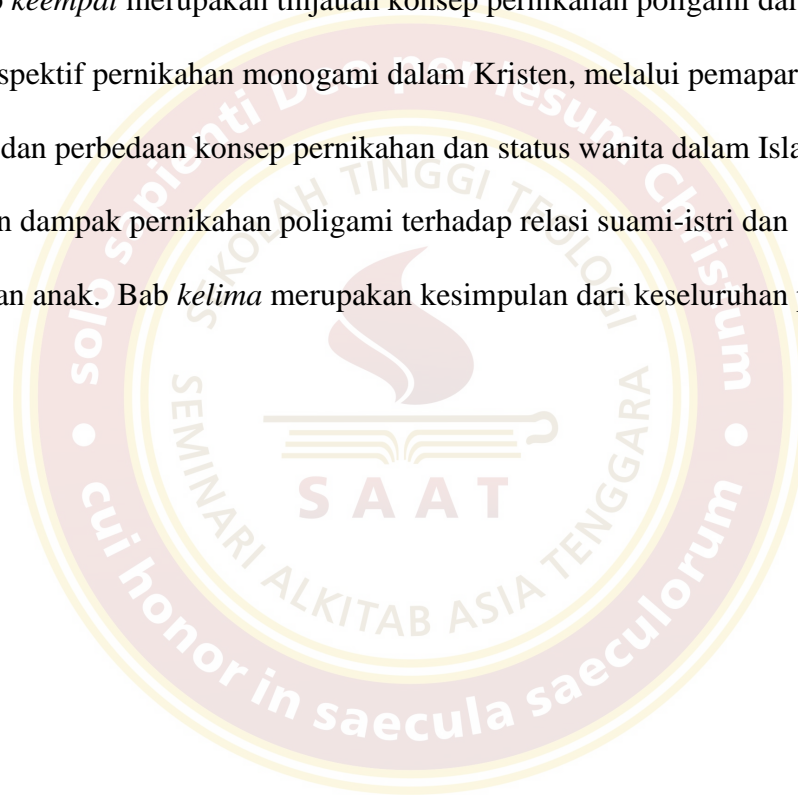 keempat merupakan tinjauan konsep pernikahan poligami
spektif pernikahan monogami dalam Kristen, melalui pemapar
dan perbedaan konsep pernikahan dan status wanita dalam Isla
n dampak pernikahan poligami terhadap relasi suami-istri dan
an anak. Bab kelima merupakan kesimpulan dari keseluruhan
solo sapienti Deo per Iesum Christum
SEKOLAH TINGGI TEOLOGI
SAAT
SEMINARI ALKITAB ASIA TENGGARA
cui honor in saecula saeculorum